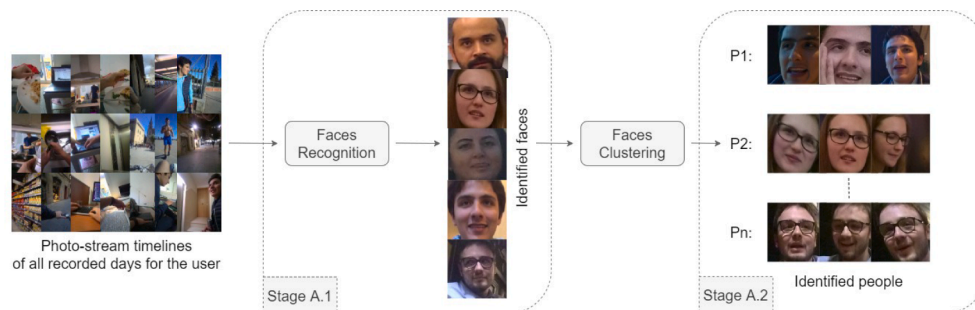 Photo-stream timelines
of all recorded days for the user
Faces
Recognition
Stage A.1
Identified faces
Faces
Clustering
P1:
P2:
Pn:
Identified people
Stage A.2